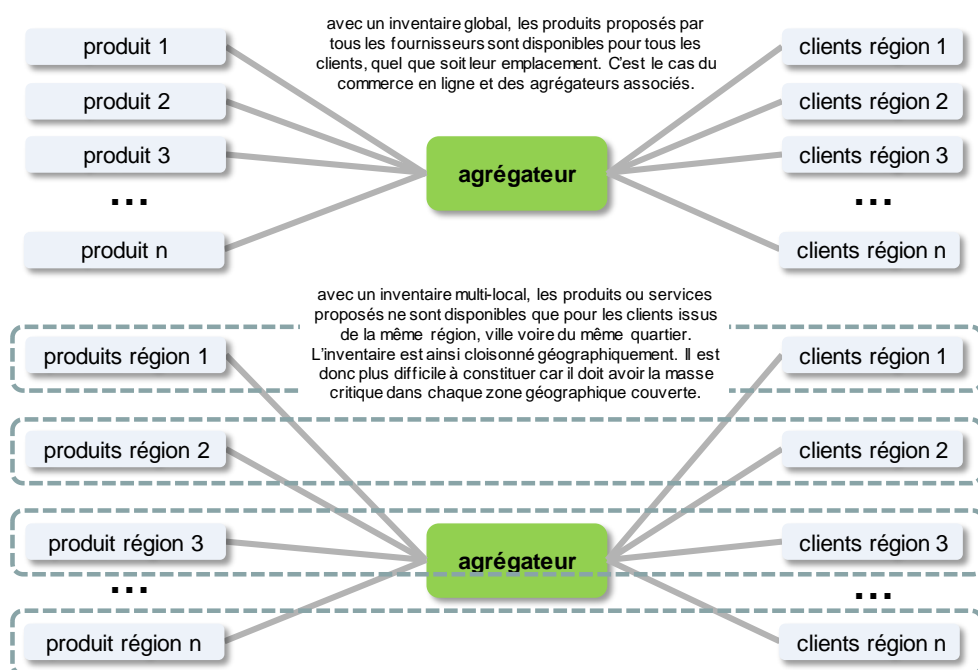 avec un inventaire global, les produits proposés par
tous les fournisseurs sont disponibles pour tous les
clients, quel que soit leur emplacement. C'est le cas du
commerce en ligne et des agrégateurs associés.
produit 1
produit 2
produit 3
...
produit n
agrégateur
clients région 1
clients région 2
clients région 3
...
clients région n
avec un inventaire multi-local, les produits ou services
proposés ne sont disponibles que pour les clients issus
de la même région, ville voire du même quartier.
L'inventaire est ainsi cloisonné géographiquement. Il est
donc plus difficile à constituer car il doit avoir la masse
critique dans chaque zone géographique couverte.
produits région 1
produits région 2
produit région 3
...
produit région n
agrégateur
clients région 1
clients région 2
clients région 3
...
clients région n